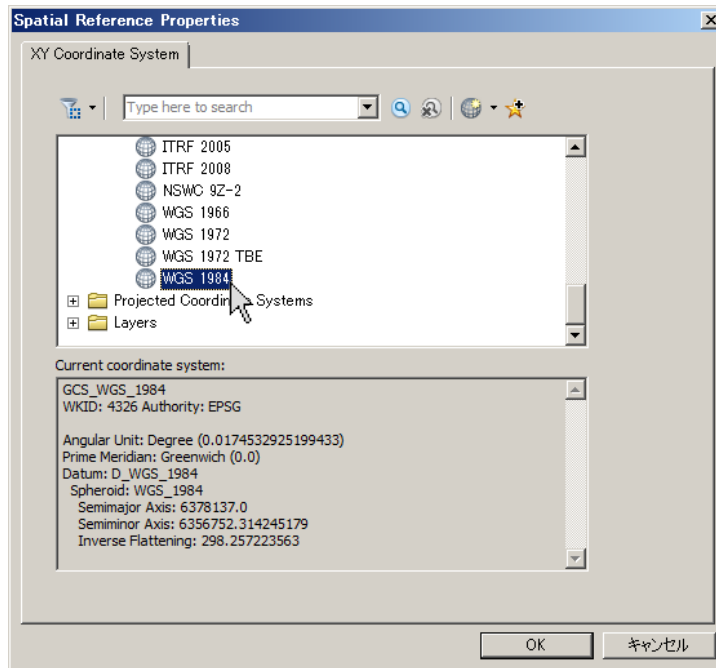 Spatial Reference Properties
XY Coordinate System
Type here to search
ITRF 2005
ITRF 2008
NSWC 9Z-2
WGS 1966
WGS 1972
WGS 1972 TBE
WGS 1984
Projected Coordin Systems
Layers
Current coordinate system:
GCS_WGS_1984
WKID: 4326 Authority: EPSG
Angular Unit: Degree (0.0174532925199433)
Prime Meridian: Greenwich (0.0)
Datum: D_WGS_1984
Spheroid: WGS_1984
Semimajor Axis: 6378137.0
Semiminor Axis: 6356752.314245179
Inverse Flattening: 298.257223563
OK
キャンセル